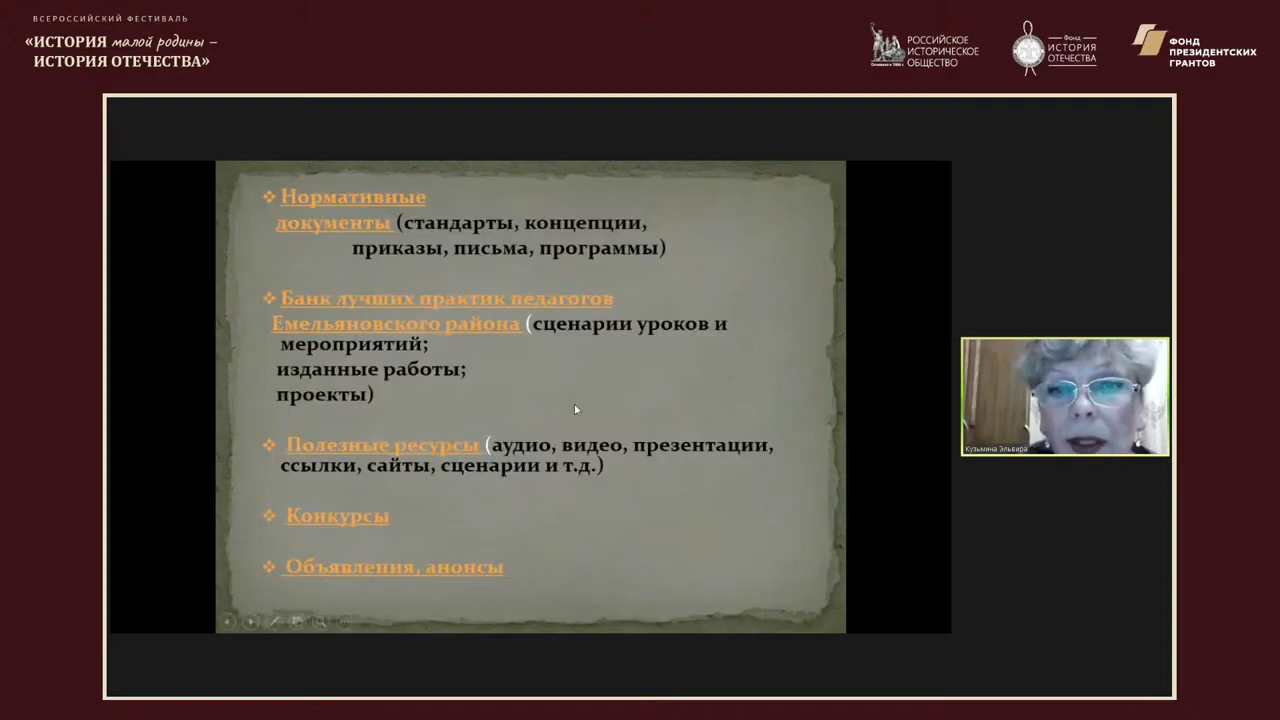 ВСЕРОССИЙСКИЙ ФЕСТИВАЛЬ
«ИСТОРИЯ малой родины –
ИСТОРИЯ ОТЕЧЕСТВА»
РОССИЙСКОЕ
ИСТОРИЧЕСКОЕ
ОБЩЕСТВО
Фонд
ИСТОРИЯ
ОТЕЧЕСТВА
ФОНД
ПРЕЗИДЕНТСКИХ
ГРАНТОВ
❖ Нормативные
документы (стандарты, концепции,
приказы, письма, программы)
❖ Банк лучших практик педагогов
Емельяновского района (сценарии уроков и
мероприятий;
изданные работы;
проекты)
❖ Полезные ресурсы (аудио, видео, презентации,
ссылки, сайты, сценарии и т.д.)
❖ Конкурсы
❖ Объявления, анонсы
Кузьмина Эльвира